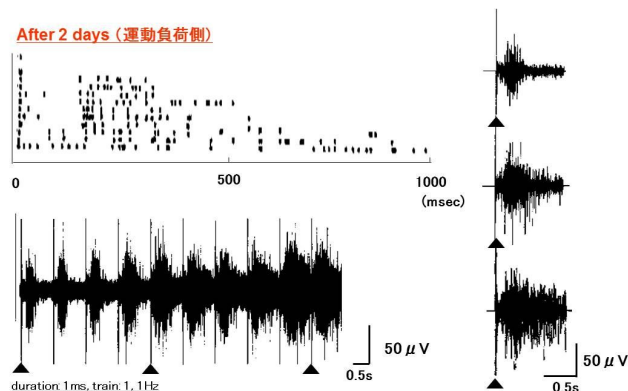 After 2 days (運動負荷側)
0 500 1000
(msec)
50 μV
0.5s
duration: 1ms, train: 1, 1Hz
50 μV
0.5s